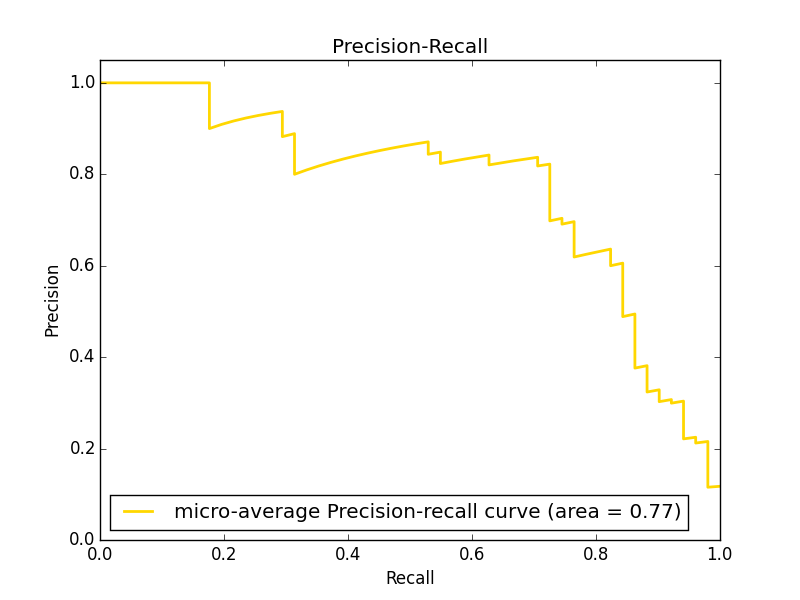 Precision-Recall
1.0
0.8
0.6
0.4
0.2
0.0
Precision
micro-average Precision-recall curve (area = 0.77)
0.0 0.2 0.4 0.6 0.8 1.0
Recall